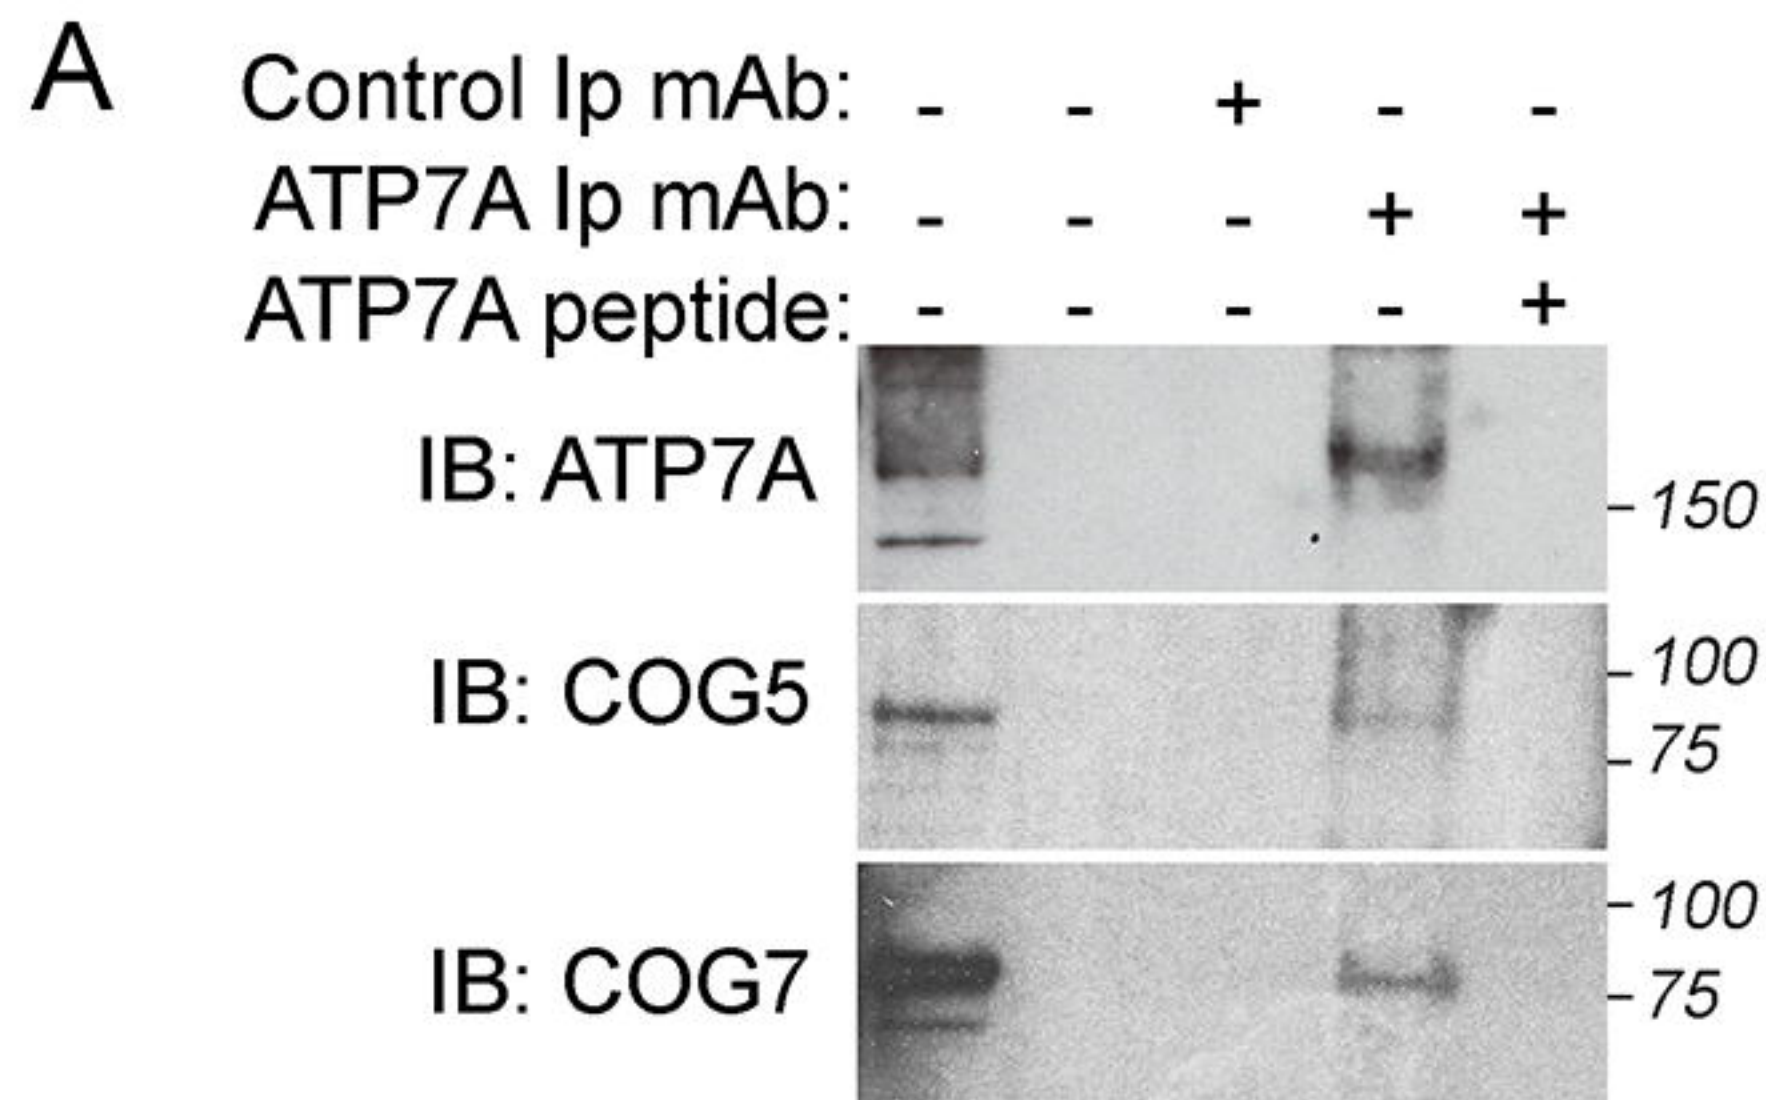 A
Control Ip mAb: - - + - -
ATP7A Ip mAb: - - - + +
ATP7A peptide: - - - - +
IB: ATP7A
-150
IB: COG5
-100
-75
IB: COG7
-100
-75